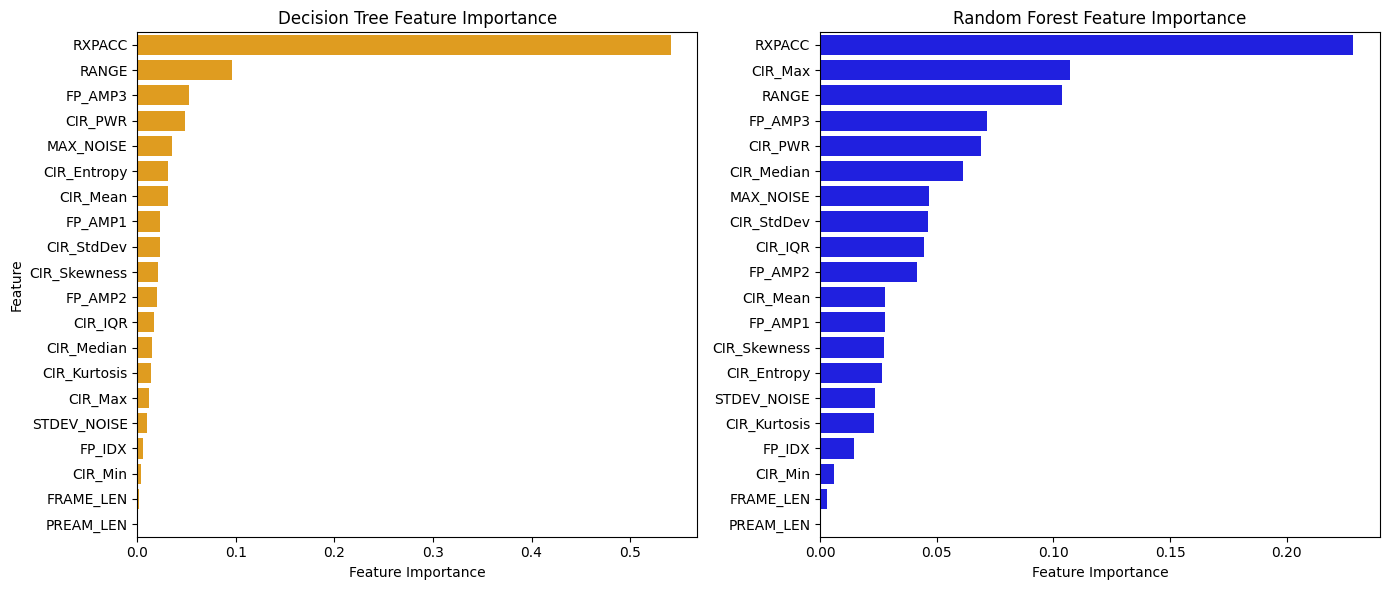 Decision Tree Feature Importance
Feature
RXPACC
RANGE
FP_AMP3
CIR_PWR
MAX_NOISE
CIR_Entropy
CIR_Mean
FP_AMP1
CIR_StdDev
CIR_Skewness
FP_AMP2
CIR_IQR
CIR_Median
CIR_Kurtosis
CIR_Max
STDEV_NOISE
FP_IDX
CIR_Min
FRAME_LEN
PREAM_LEN
0.0 0.1 0.2 0.3 0.4 0.5
Feature Importance
Random Forest Feature Importance
RXPACC
CIR_Max
RANGE
FP_AMP3
CIR_PWR
CIR_Median
MAX_NOISE
CIR_StdDev
CIR_IQR
FP_AMP2
CIR_Mean
FP_AMP1
CIR_Skewness
CIR_Entropy
STDEV_NOISE
CIR_Kurtosis
FP_IDX
CIR_Min
FRAME_LEN
PREAM_LEN
0.00 0.05 0.10 0.15 0.20
Feature Importance